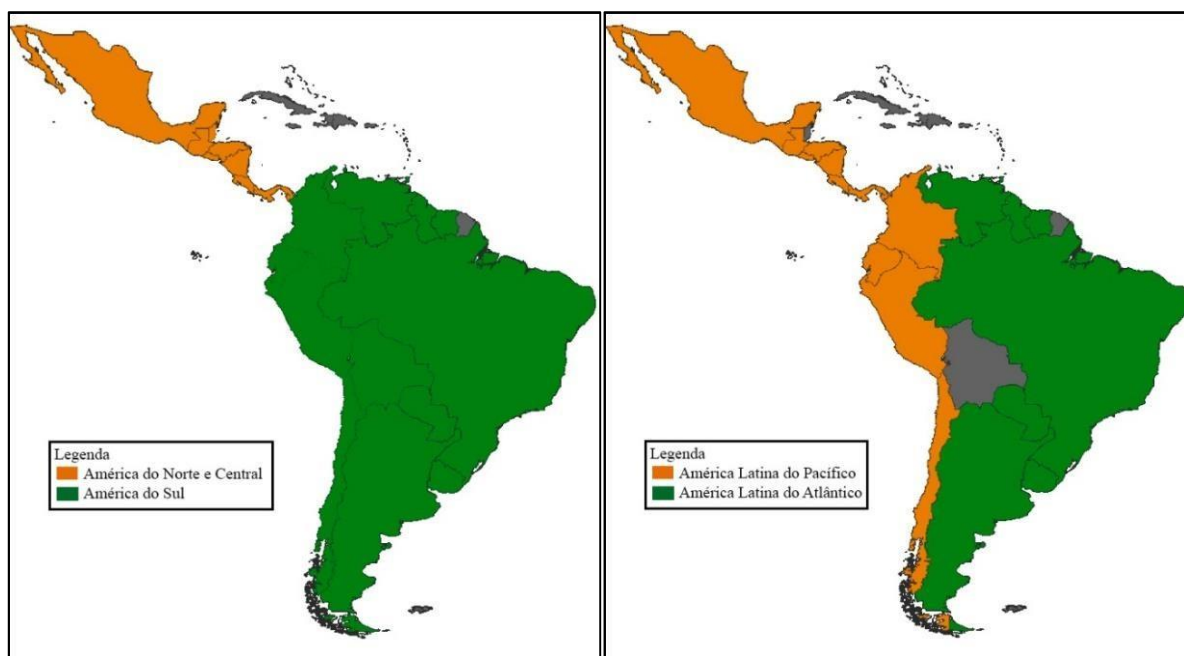 Legenda
América do Norte e Central
América do Sul
Legenda
América Latina do Pacífico
América Latina do Atlântico